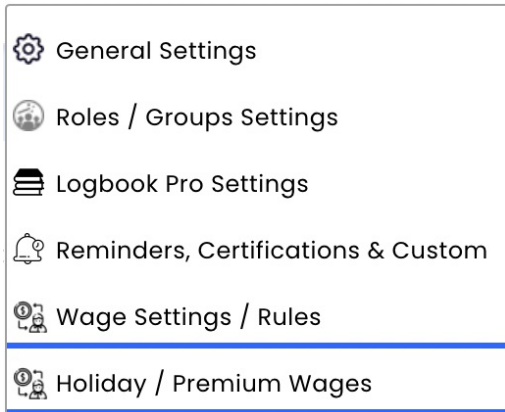 General Settings
Roles / Groups Settings
Logbook Pro Settings
Reminders, Certifications & Custom
Wage Settings / Rules
Holiday / Premium Wages